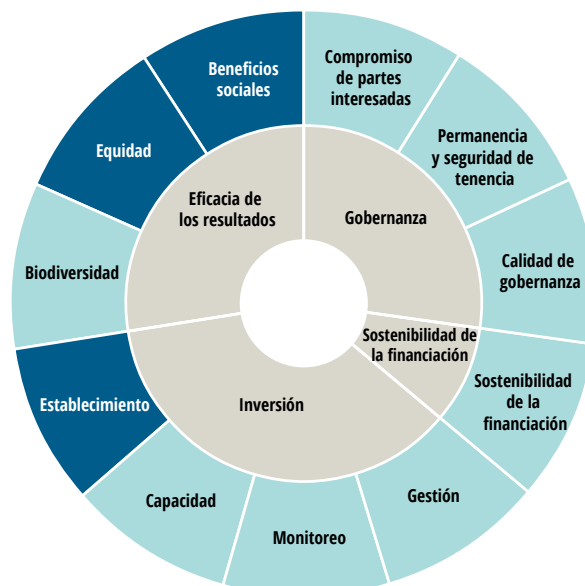 Beneficios
sociales
Compromiso
de partes
interesadas
Equidad
Permanencia
y seguridad de
tenencia
Eficacia de
los resultados
Gobernanza
Biodiversidad
Calidad de
gobernanza
Sostenibilidad de
la financiación
Establecimiento
Inversión
Sostenibilidad
de la
financiación
Capacidad
Gestión
Monitoreo